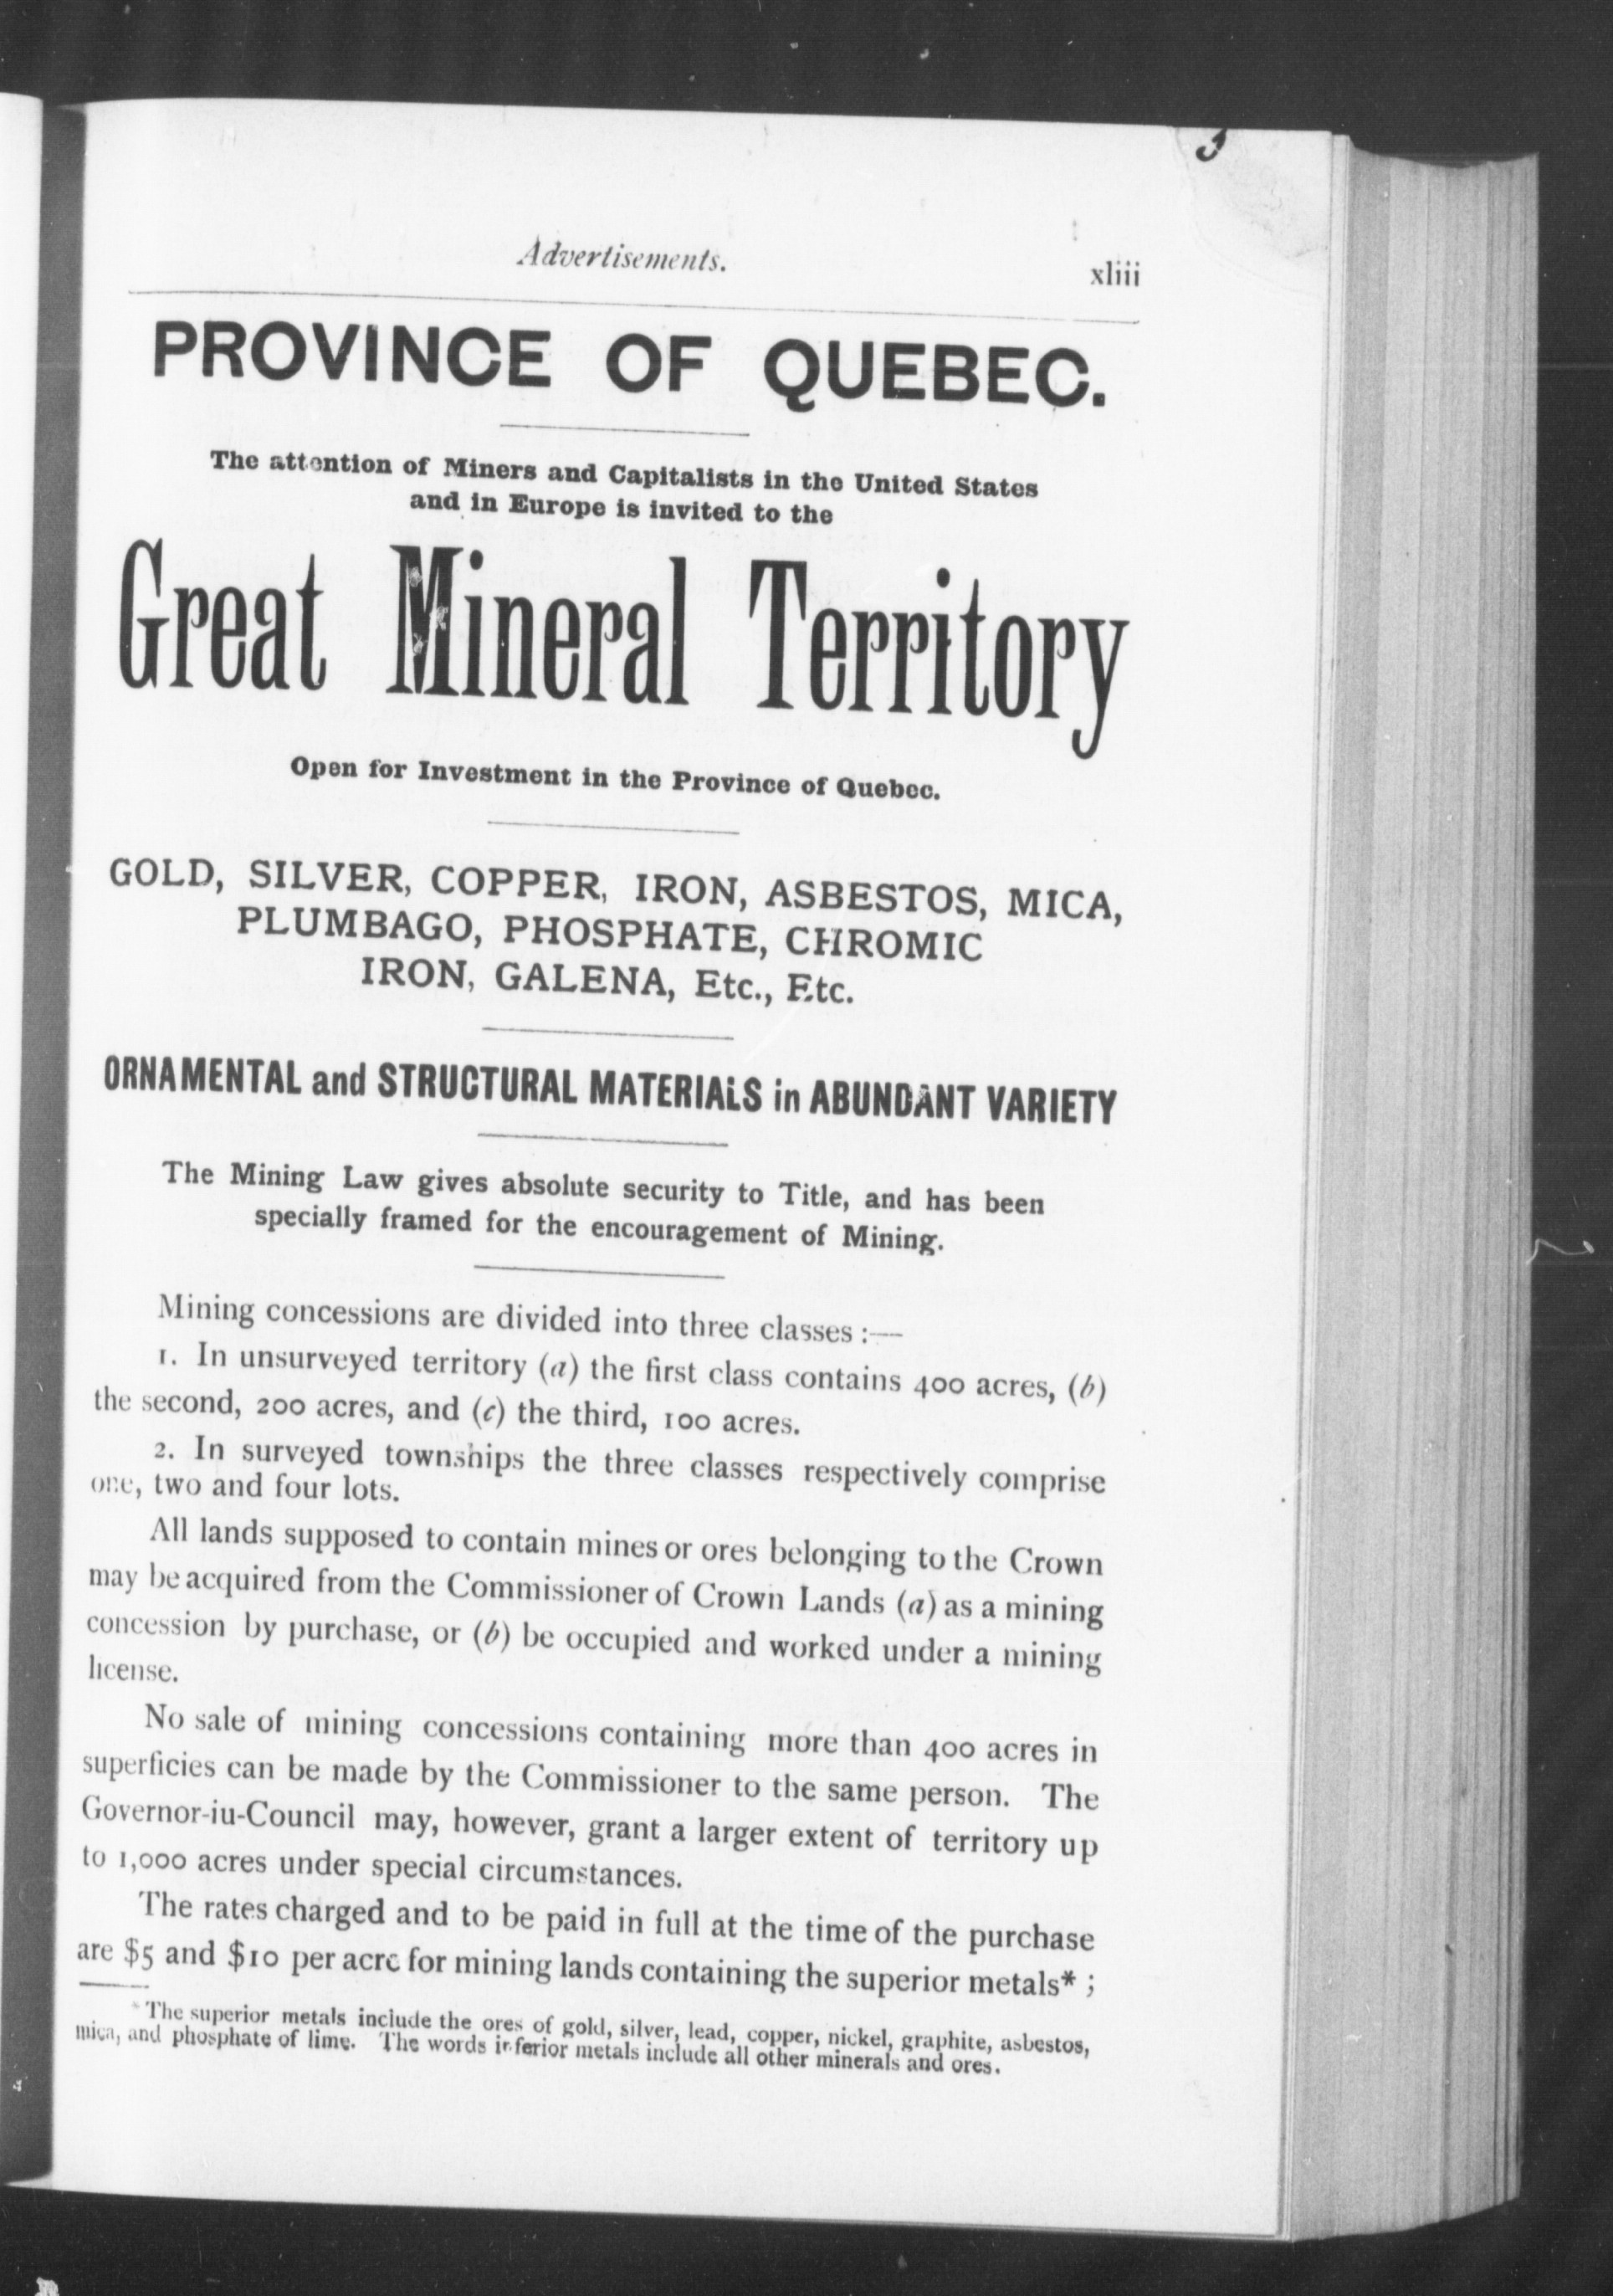 Advertisements.
xliii
PROVINCE OF QUEBEC.
The attention of Miners and Capitalists in the United States
and in Europe is invited to the
Great Mineral Territory
Open for Investment in the Province of Quebec.
GOLD, SILVER, COPPER, IRON, ASBESTOS, MICA,
PLUMBAGO, PHOSPHATE, CHROMIC
IRON, GALENA, Etc., Etc.
ORNAMENTAL and STRUCTURAL MATERIALS in ABUNDANT VARIETY
The Mining Law gives absolute security to Title, and has been
specially framed for the encouragement of Mining.
Mining concessions are divided into three classes :—
1. In unsurveyed territory (a) the first class contains 400 acres, (b)
the second, 200 acres, and (c) the third, 100 acres.
2. In surveyed townships the three classes respectively comprise
one, two and four lots.
All lands supposed to contain mines or ores belonging to the Crown
may be acquired from the Commissioner of Crown Lands (a) as a mining
concession by purchase, or (b) be occupied and worked under a mining
license.
No sale of mining concessions containing more than 400 acres in
superficies can be made by the Commissioner to the same person. The
Governor-iu-Council may, however, grant a larger extent of territory up
to 1,000 acres under special circumstances.
The rates charged and to be paid in full at the time of the purchase
are $5 and $10 per acre for mining lands containing the superior metals* ;
*The superior metals include the ores of gold, silver, lead, copper, nickel, graphite, asbestos,
mica, and phosphate of lime. The words inferior metals include all other minerals and ores.